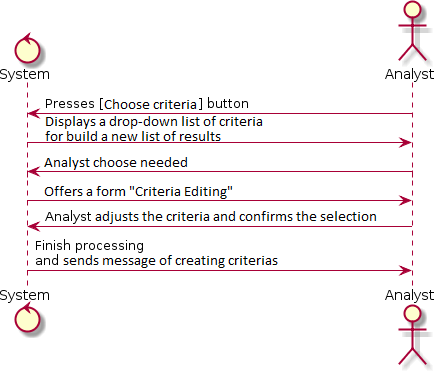 System
Analyst
Presses [Choose criteria] button
Displays a drop-down list of criteria
for build a new list of results
Analyst choose needed
Offers a form "Criteria Editing"
Analyst adjusts the criteria and confirms the selection
Finish processing
and sends message of creating criterias
System
Analyst